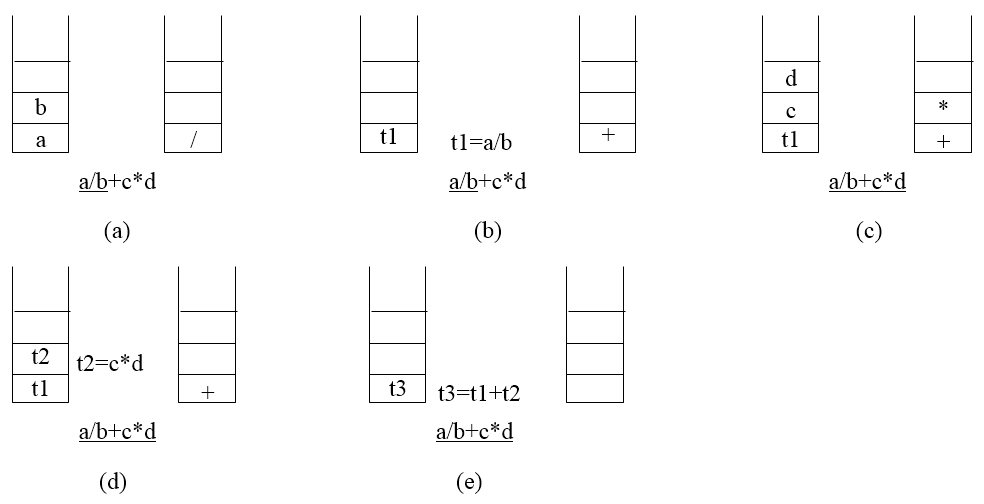 d
b c *
a / t1 t1=a/b + t1 +
a/b+c*d a/b+c*d a/b+c*d
(a) (b) (c)
t2 t2=c*d
t1 + t3 t3=t1+t2
a/b+c*d a/b+c*d
(d) (e)